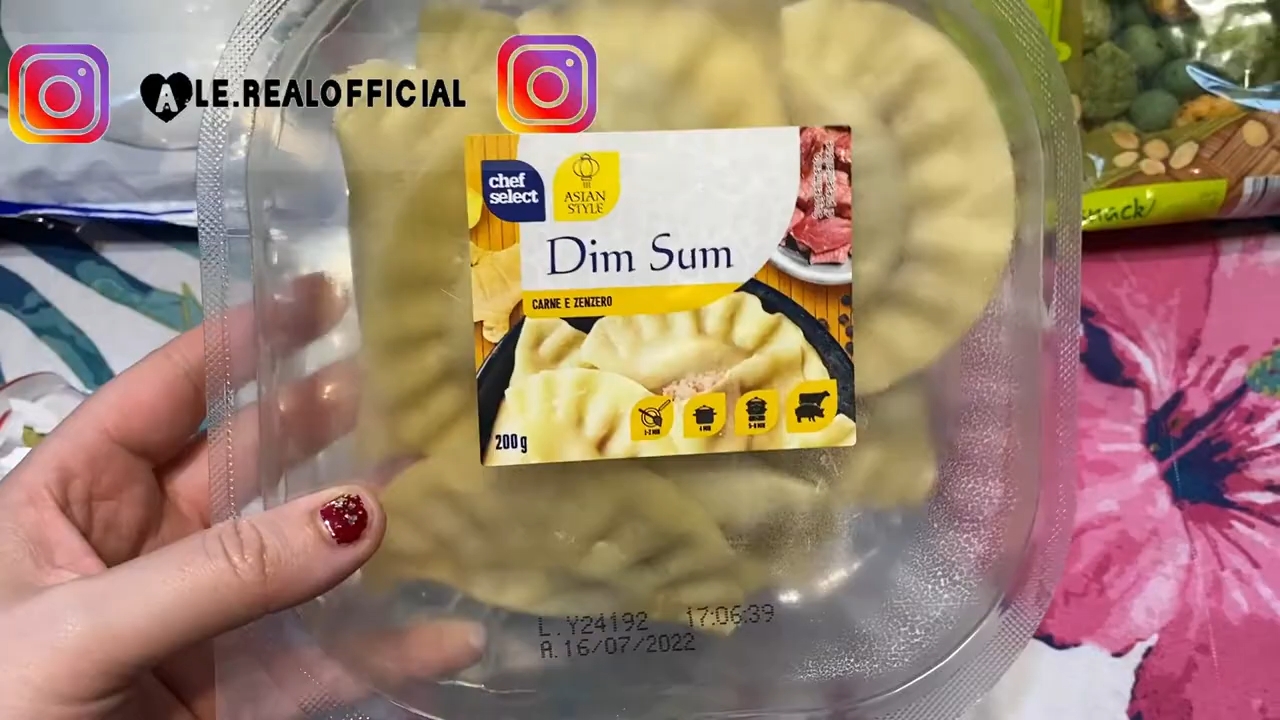 ALE.REALOFFICIAL
chef
select
ASIAN
STYLE
Dim Sum
CARNE E ZENZERO
200g
L.Y24192 17:06:39
A.16/07/2022